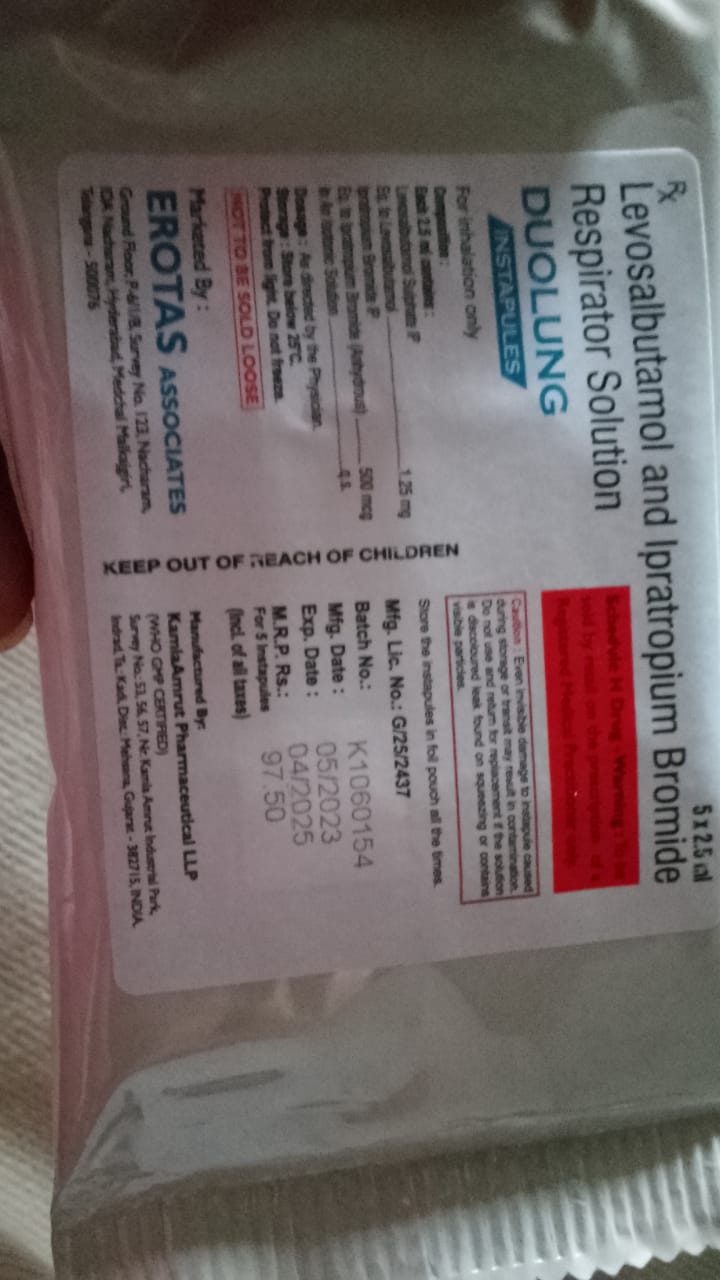 5 x 2.5 ml
Rx
Levosalbutamol and Ipratropium Bromide
Respirator Solution
DUOLUNG
INSTAPULES
For inhalation only
Composition :
Each 2.5 ml contains :
Levosalbutamol Sulphate IP
Eq. to Levosalbutamol 1.25 mg
Ipratropium Bromide IP
Eq. to Ipratropium Bromide (Anhydrous) 500 mcg
in An Isotonic Solution q.s.
Dosage : As directed by the Physician.
Storage : Store below 25°C.
Protect from light. Do not freeze.
NOT TO BE SOLD LOOSE
Marketed By :
EROTAS ASSOCIATES
Ground Floor, P-6/1/B, Survey No. 123, Nacharam,
IDA Nacharam, Hyderabad, Medchal Malkajgiri,
Telangana - 500076
KEEP OUT OF REACH OF CHILDREN
Schedule H Drug - Warning : To be
sold by retail on the prescription of a
Registered Medical Practitioner only.
Caution : Even invisible damage to instapule caused
during storage or transit may result in contamination.
Do not use and return for replacement if the solution
is discoloured leak found on squeezing or contains
visible particles.
Store the instapules in foil pouch all the times.
Mfg. Lic. No.: G/25/2437
Batch No.: K1060154
Mfg. Date : 05/2023
Exp. Date : 04/2025
M.R.P. Rs.: 97.50
For 5 Instapules
(Incl. of all taxes)
Manufactured By:
KamlaAmrut Pharmaceutical LLP
(WHO GMP CERTIFIED)
Survey No.: 53, 56, 57, Nr. Kamla Amrut Industrial Park,
Indrad, Ta.: Kadi, Dist.: Mehsana, Gujarat - 382715, INDIA.